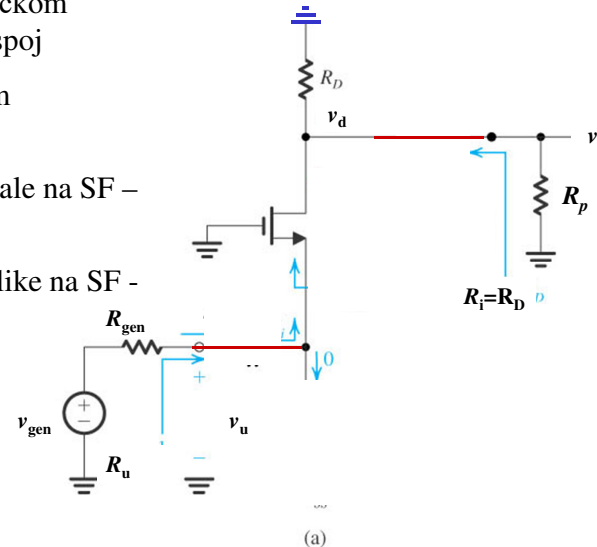 čkom
spoj
R_D
v_d
v
ale na SF –
R_p
like na SF -
R_i=R_D
R_gen
i
0
+
+
−
v_gen
v_u
R_u
−
(a)